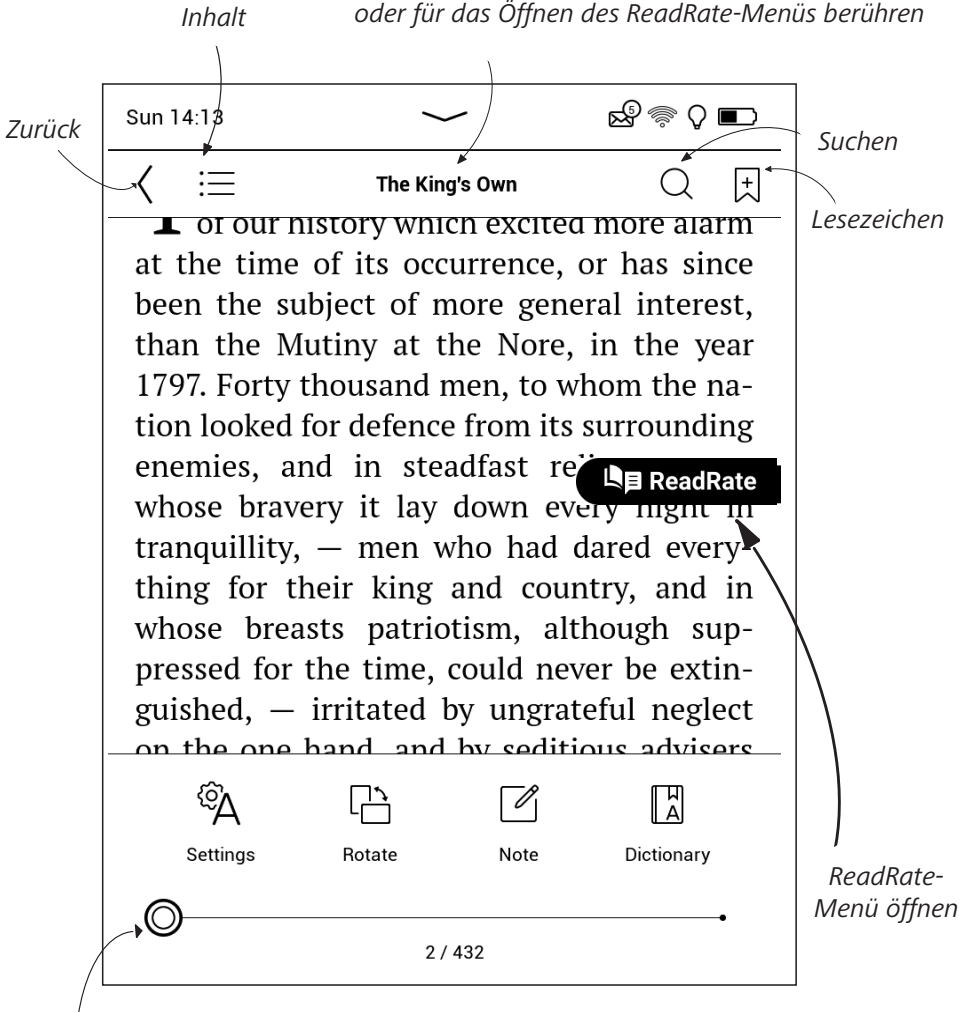 Inhalt
oder für das Öffnen des ReadRate-Menüs berühren
Zurück
Sun 14:13
5
Suchen
The King's Own
Lesezeichen
of our history which excited more alarm
at the time of its occurrence, or has since
been the subject of more general interest,
than the Mutiny at the Nore, in the year
1797. Forty thousand men, to whom the na-
tion looked for defence from its surrounding
enemies, and in steadfast
ReadRate
whose bravery it lay down every night in
tranquillity, — men who had dared every-
thing for their king and country, and in
whose breasts patriotism, although sup-
pressed for the time, could never be extin-
guished, — irritated by ungrateful neglect
on the one hand, and by seditious advisers
A
A
Settings
Rotate
Note
Dictionary
ReadRate-
Menü öffnen
2 / 432